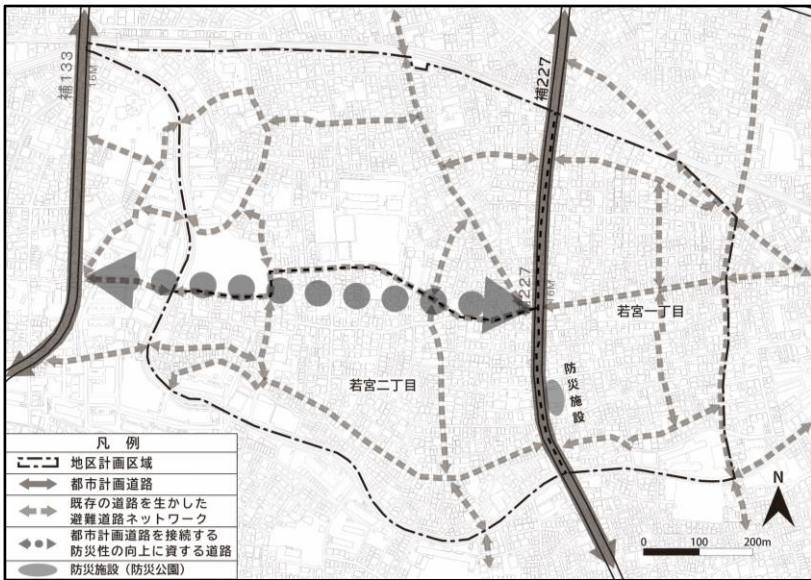 補133
16M
補227
227
16M
若宮一丁目
若宮二丁目
防災施設
凡 例
地区計画区域
都市計画道路
既存の道路を生かした
避難道路ネットワーク
都市計画道路を接続する
防災性の向上に資する道路
防災施設（防災公園）
N
0 100 200m